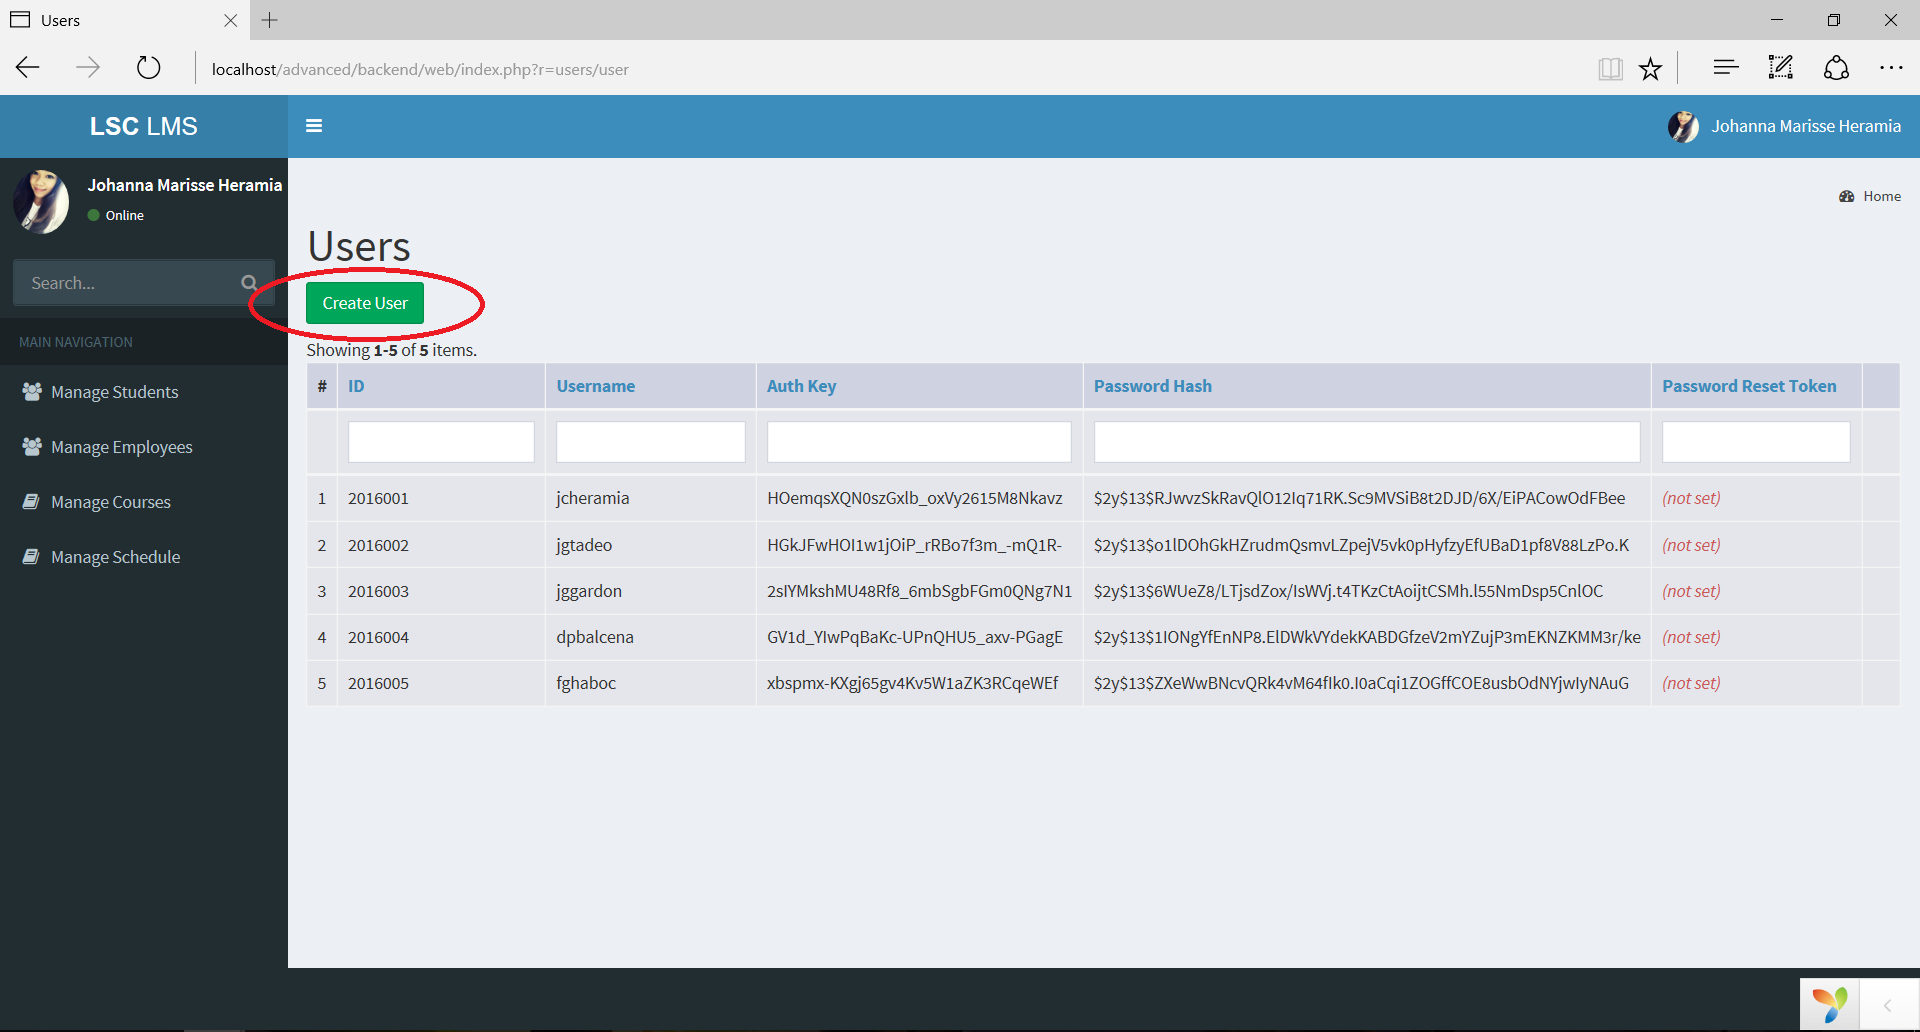 Users
localhost/advanced/backend/web/index.php?r=users/user
LSC LMS
Johanna Marisse Heramia
Johanna Marisse Heramia
Online
Home
Users
Search...
Create User
MAIN NAVIGATION
Showing 1-5 of 5 items.
# ID Username Auth Key Password Hash Password Reset Token
Manage Students
Manage Employees
Manage Courses
Manage Schedule
1 2016001 jcheramia HOemqsXQN0szGxlb_oxVy2615M8Nkavz $2y$13$RJwvzSkRavQlO12Iq71RK.Sc9MVSiB8t2DJD/6X/EiPACowOdFBee (not set)
2 2016002 jgtadeo HGkJFwHOI1w1jOiP_rRBo7f3m_-mQ1R- $2y$13$o1lDOhGkHZrudmQsmvLZpejV5vk0pHyfzyEfUBaD1pf8V88LzPo.K (not set)
3 2016003 jggardon 2sIYMkshMU48Rf8_6mbSgbFGm0QNg7N1 $2y$13$6WUeZ8/LTjsdZox/IsWVj.t4TKzCtAoijtCSMh.l55NmDsp5CnlOC (not set)
4 2016004 dpbalcena GV1d_YIwPqBaKc-UPnQHU5_axv-PGagE $2y$13$1IONgYfEnNP8.ElDWkVYdekKABDGfzeV2mYZujP3mEKNZKMM3r/ke (not set)
5 2016005 fghaboc xbspmx-KXgj65gv4Kv5W1aZK3RCqeWEf $2y$13$ZXeWwBNcvQRk4vM64fIk0.I0aCqi1ZOGffCOE8usbOdNYjwIyNAuG (not set)